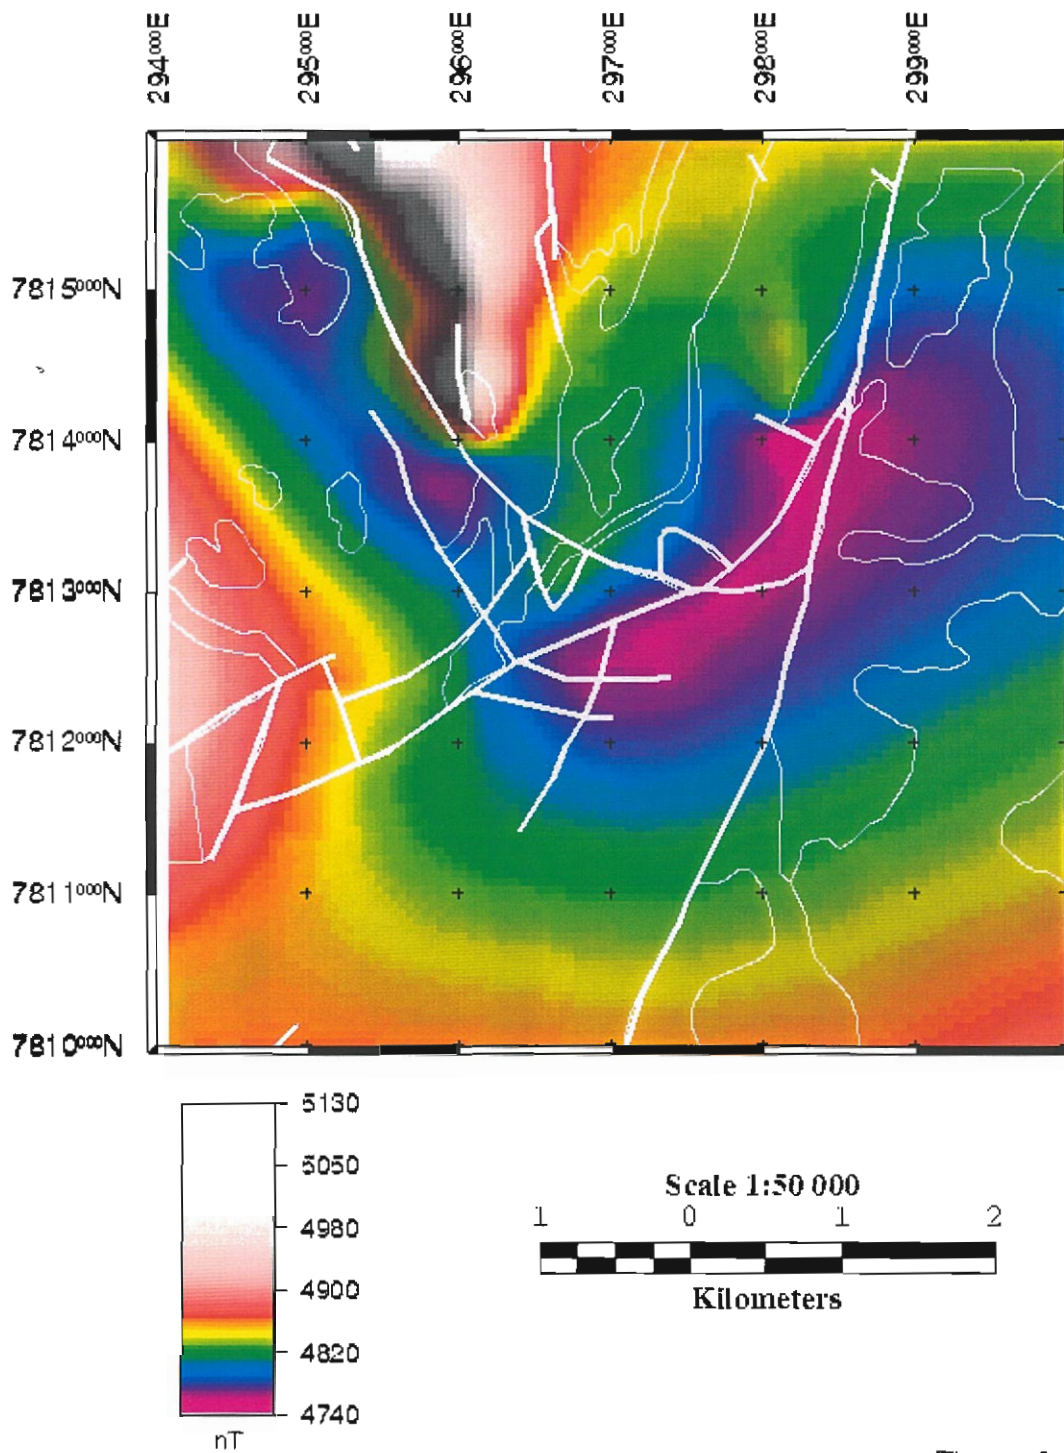 294⁰⁰⁰E 295⁰⁰⁰E 296⁰⁰⁰E 297⁰⁰⁰E 298⁰⁰⁰E 299⁰⁰⁰E
7815⁰⁰⁰N
7814⁰⁰⁰N
7813⁰⁰⁰N
7812⁰⁰⁰N
7811⁰⁰⁰N
7810⁰⁰⁰N
5130
5050
4980
4900
4820
4740
nT
Scale 1:50 000
1 0 1 2
Kilometers